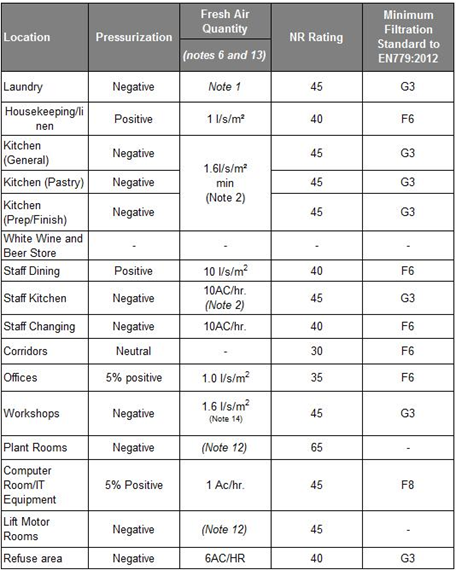 Location Pressurization Fresh Air Quantity (notes 6 and 13) NR Rating Minimum Filtration Standard to EN779:2012
Laundry Negative Note 1 45 G3
Housekeeping/li
nen Positive 1 l/s/m² 40 F6
Kitchen
(General) Negative 45 G3
1.6l/s/m²
min
(Note 2)
Kitchen (Pastry) Negative 45 G3
Kitchen
(Prep/Finish) Negative 45 G3
White Wine and
Beer Store - - - -
Staff Dining Positive 10 l/s/m² 40 F6
Staff Kitchen Negative 10AC/hr. (Note 2) 45 G3
Staff Changing Negative 10AC/hr. 40 F6
Corridors Neutral - 30 F6
Offices 5% positive 1.0 l/s/m² 35 F6
Workshops Negative 1.6 l/s/m² (Note 14) 45 G3
Plant Rooms Negative (Note 12) 65 -
Computer
Room/IT
Equipment 5% Positive 1 Ac/hr. 45 F8
Lift Motor
Rooms Negative (Note 12) 45 -
Refuse area Negative 6AC/HR 40 G3